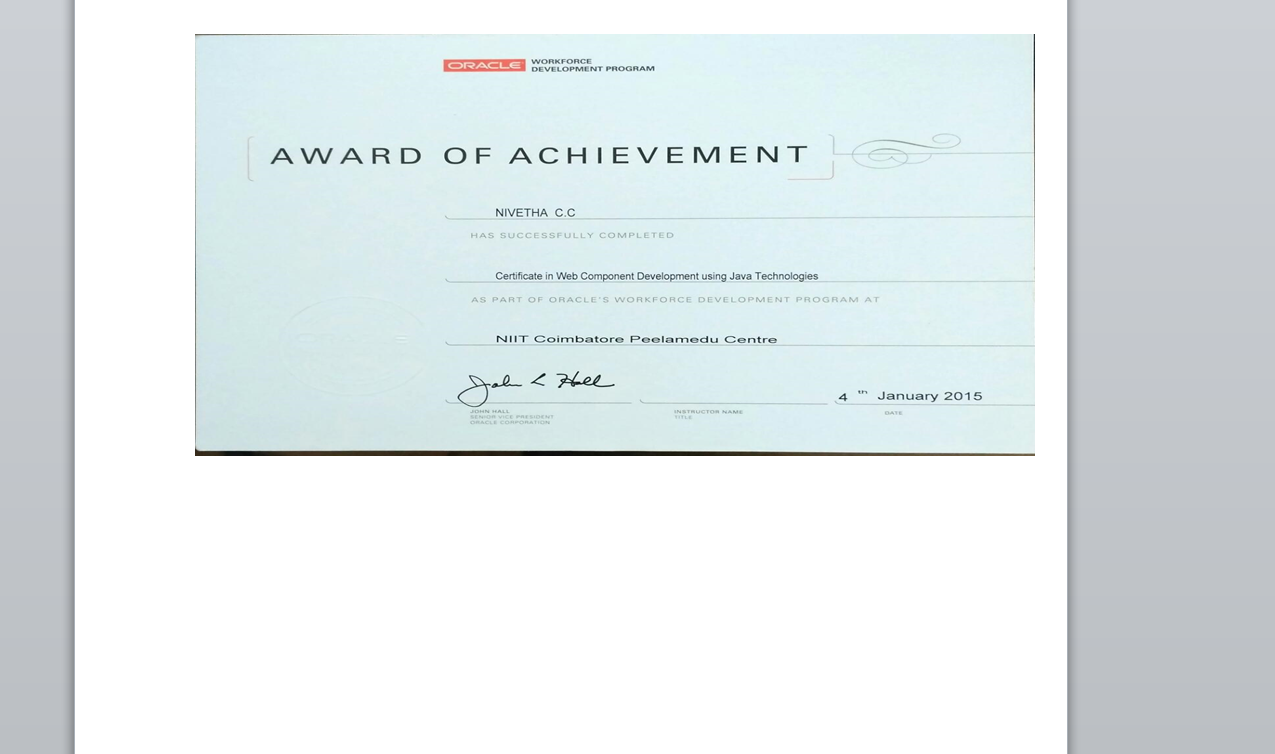 ORACLE WORKFORCE
DEVELOPMENT PROGRAM
AWARD OF ACHIEVEMENT
NIVETHA C.C
HAS SUCCESSFULLY COMPLETED
Certificate in Web Component Development using Java Technologies
AS PART OF ORACLE'S WORKFORCE DEVELOPMENT PROGRAM AT
NIIT Coimbatore Peelamedu Centre
John L Hall
4 th January 2015
JOHN HALL
SENIOR VICE PRESIDENT
ORACLE CORPORATION
INSTRUCTOR NAME
TITLE
DATE